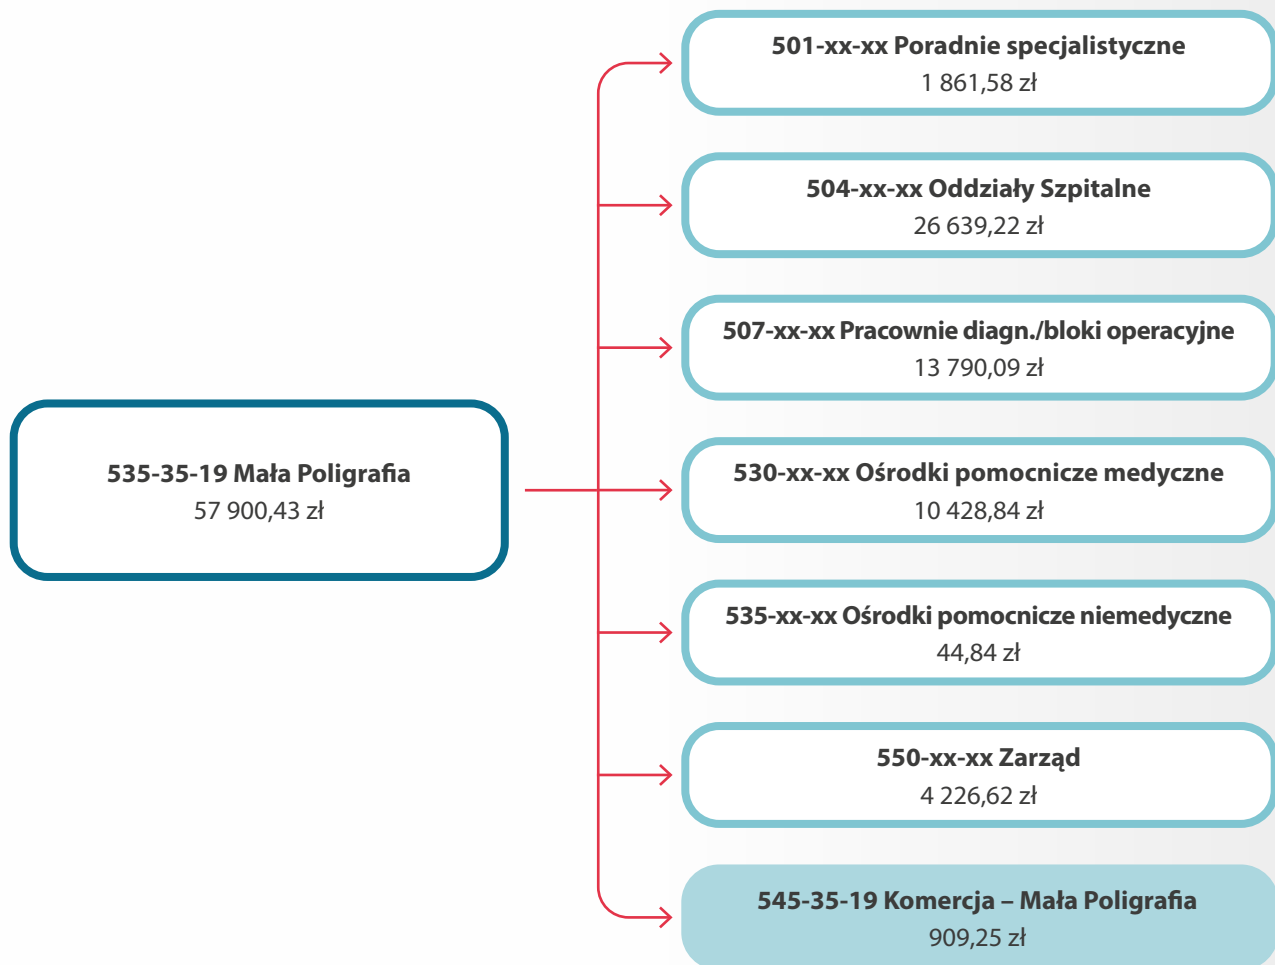 501-xx-xx Poradnie specjalistyczne
1 861,58 zł
504-xx-xx Oddziały Szpitalne
26 639,22 zł
507-xx-xx Pracownie diagn./bloki operacyjne
13 790,09 zł
535-35-19 Mała Poligrafia
57 900,43 zł
530-xx-xx Ośrodki pomocnicze medyczne
10 428,84 zł
535-xx-xx Ośrodki pomocnicze niemedyczne
44,84 zł
550-xx-xx Zarząd
4 226,62 zł
545-35-19 Komercja – Mała Poligrafia
909,25 zł